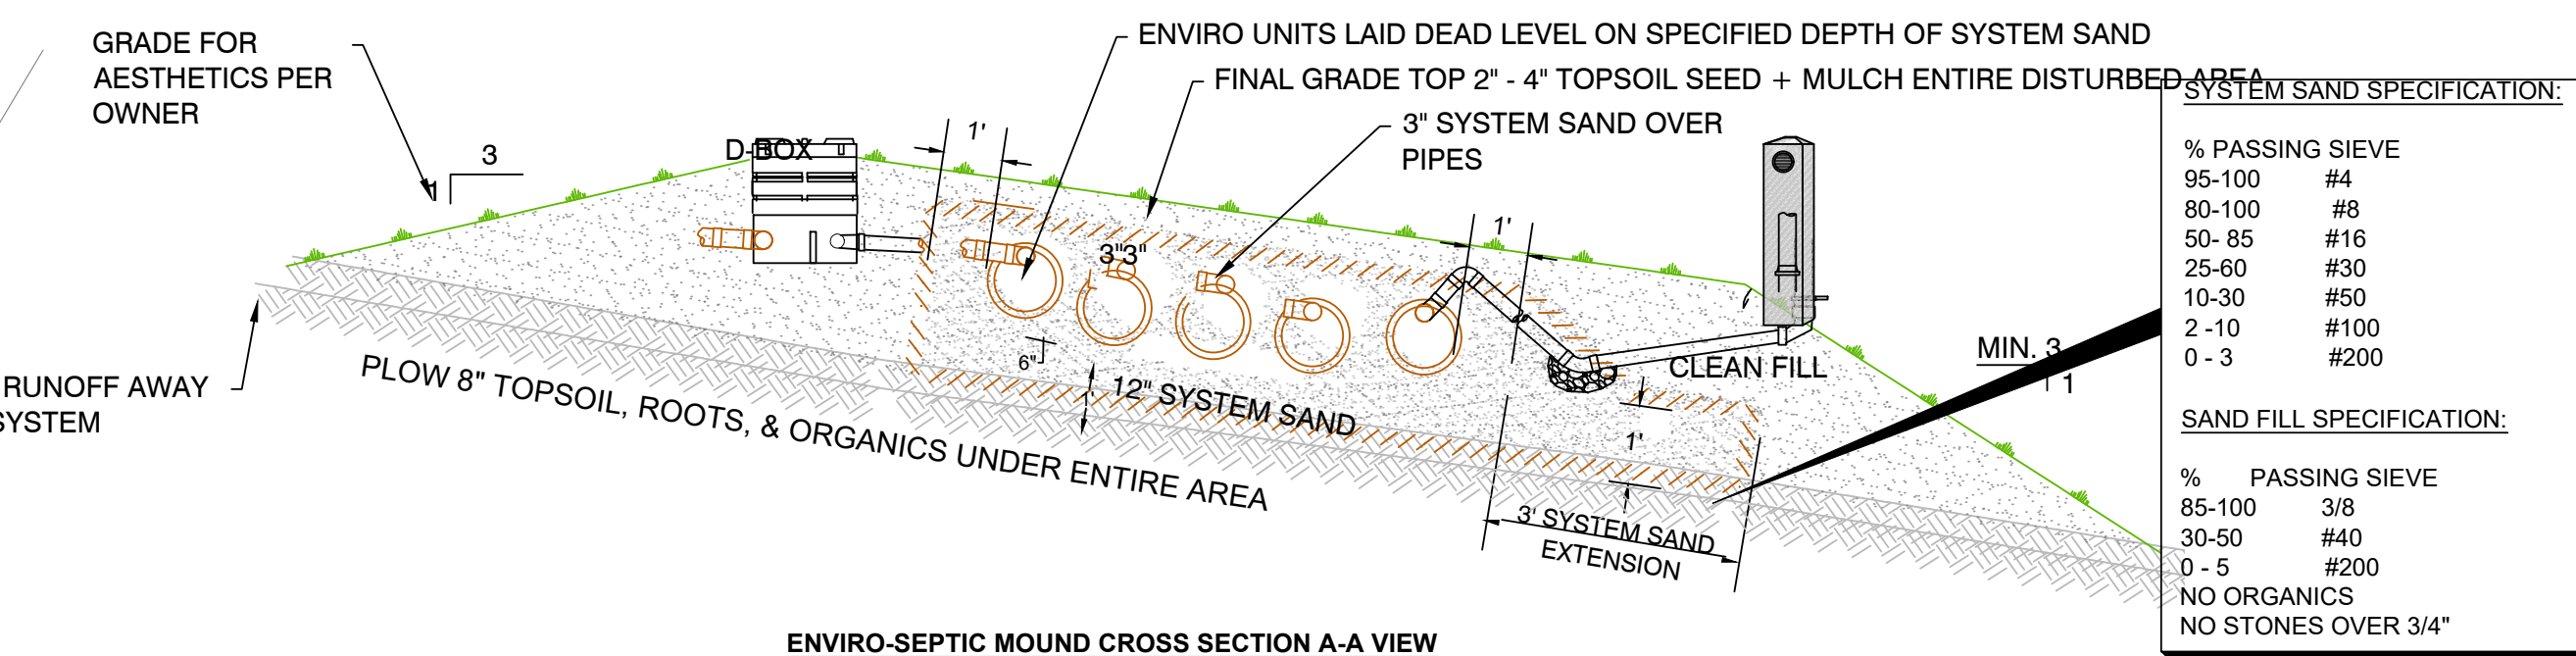 GRADE FOR
AESTHETICS PER
OWNER
1
3
RUNOFF AWAY
SYSTEM
D-BOX
1'
ENVIRO UNITS LAID DEAD LEVEL ON SPECIFIED DEPTH OF SYSTEM SAND
FINAL GRADE TOP 2" - 4" TOPSOIL SEED + MULCH ENTIRE DISTURBED AREA
3" SYSTEM SAND OVER
PIPES
3"3"
1'
6"
1'
12" SYSTEM SAND
PLOW 8" TOPSOIL, ROOTS, & ORGANICS UNDER ENTIRE AREA
CLEAN FILL
1'
3' SYSTEM SAND
EXTENSION
MIN. 3
1
SYSTEM SAND SPECIFICATION:
% PASSING SIEVE
95-100 #4
80-100 #8
50- 85 #16
25-60 #30
10-30 #50
2 -10 #100
0 - 3 #200
SAND FILL SPECIFICATION:
% PASSING SIEVE
85-100 3/8
30-50 #40
0 - 5 #200
NO ORGANICS
NO STONES OVER 3/4"
ENVIRO-SEPTIC MOUND CROSS SECTION A-A VIEW